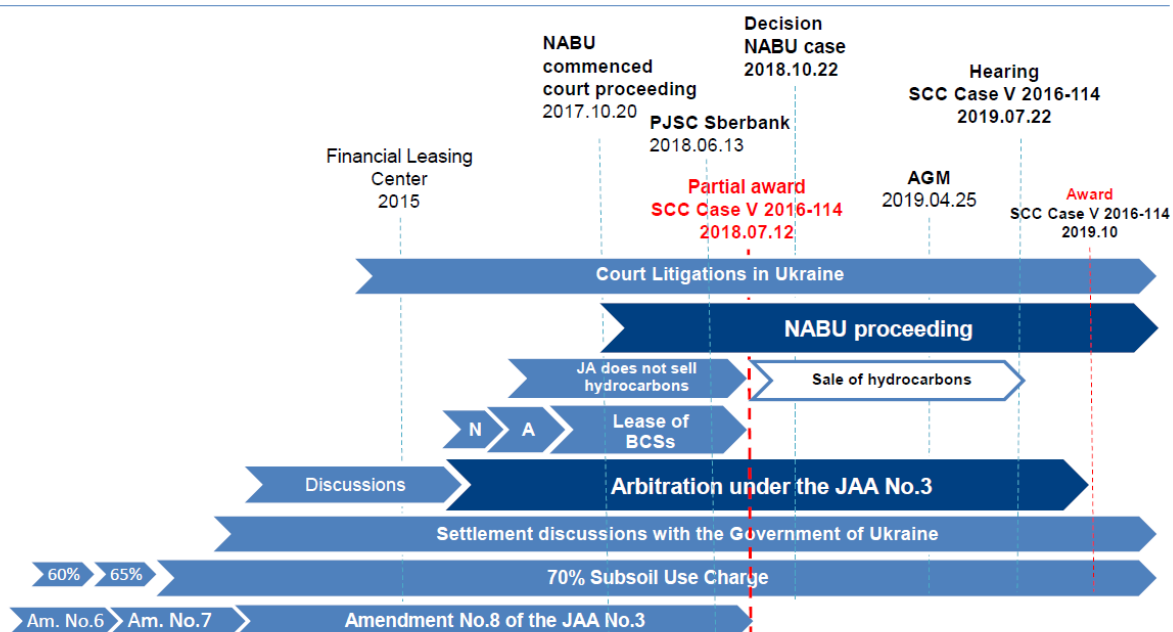 NABU
commenced
court proceeding
2017.10.20
Decision
NABU case
2018.10.22
Hearing
SCC Case V 2016-114
2019.07.22
PJSC Sberbank
2018.06.13
Financial Leasing
Center
2015
Partial award
SCC Case V 2016-114
2018.07.12
AGM
2019.04.25
Award
SCC Case V 2016-114
2019.10
Court Litigations in Ukraine
NABU proceeding
JA does not sell
hydrocarbons
Sale of hydrocarbons
N
A
Lease of
BCSs
Discussions
Arbitration under the JAA No.3
Settlement discussions with the Government of Ukraine
60%
65%
70% Subsoil Use Charge
Am. No.6
Am. No.7
Amendment No.8 of the JAA No.3